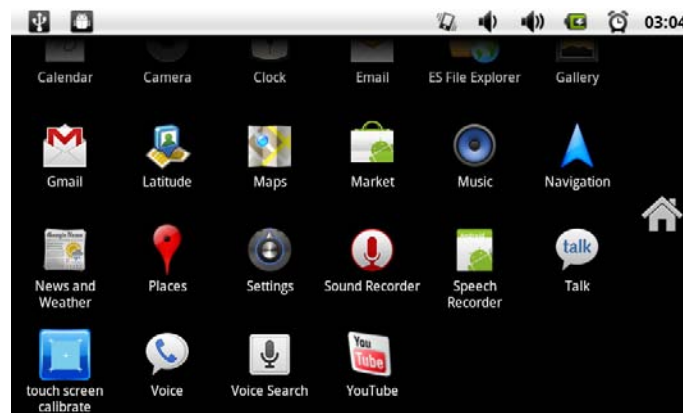 03:04
Calendar
Camera
Clock
Email
ES File Explorer
Gallery
Gmail
Latitude
Maps
Market
Music
Navigation
talk
News and
Weather
Places
Settings
Sound Recorder
Speech
Recorder
Talk
You
Tube
touch screen
calibrate
Voice
Voice Search
YouTube